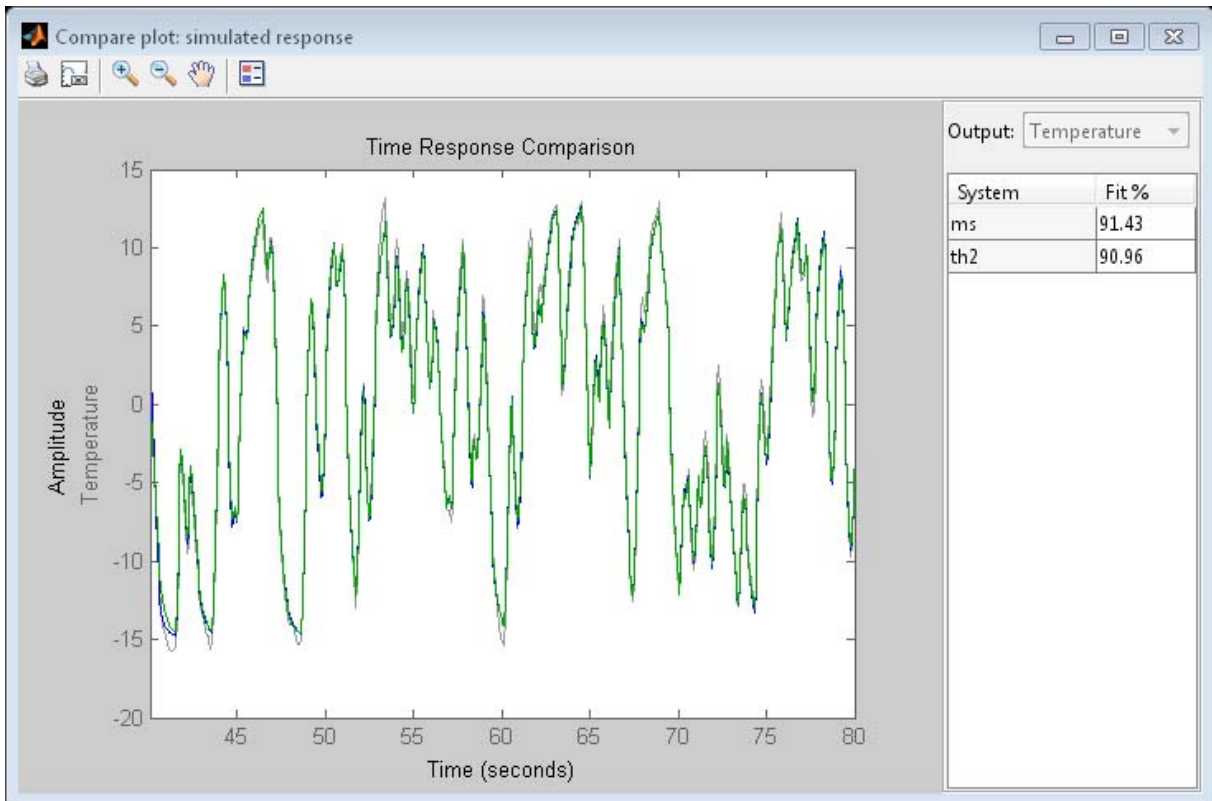 Compare plot: simulated response
Time Response Comparison
15
10
5
0
-5
-10
-15
-20
45
50
55
60
65
70
75
80
Amplitude
Temperature
Time (seconds)
Output: Temperature
System Fit %
ms 91.43
th2 90.96